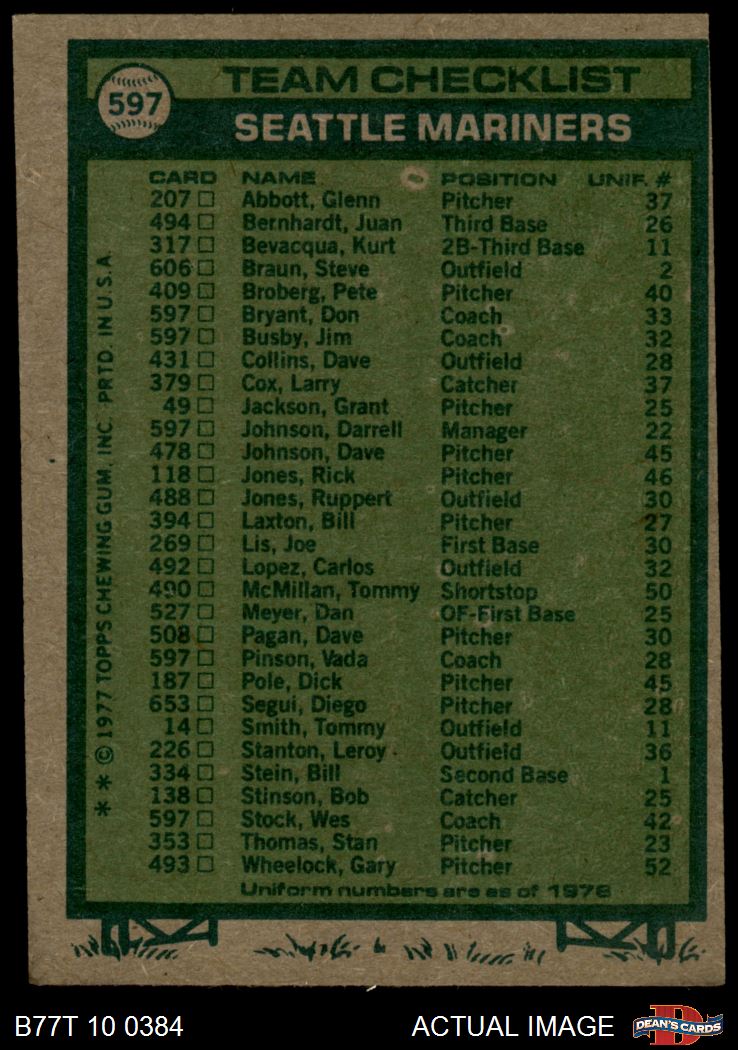 597
TEAM CHECKLIST
SEATTLE MARINERS
CARD NAME POSITION UNIF. #
207 Abbott, Glenn Pitcher 37
494 Bernhardt, Juan Third Base 26
317 Bevacqua, Kurt 2B-Third Base 11
606 Braun, Steve Outfield 2
409 Broberg, Pete Pitcher 40
597 Bryant, Don Coach 33
597 Busby, Jim Coach 32
431 Collins, Dave Outfield 28
379 Cox, Larry Catcher 37
49 Jackson, Grant Pitcher 25
597 Johnson, Darrell Manager 22
478 Johnson, Dave Pitcher 45
118 Jones, Rick Pitcher 46
488 Jones, Ruppert Outfield 30
394 Laxton, Bill Pitcher 27
269 Lis, Joe First Base 30
492 Lopez, Carlos Outfield 32
490 McMillan, Tommy Shortstop 50
527 Meyer, Dan OF-First Base 25
508 Pagan, Dave Pitcher 30
597 Pinson, Vada Coach 28
187 Pole, Dick Pitcher 45
653 Segui, Diego Pitcher 28
14 Smith, Tommy Outfield 11
226 Stanton, Leroy Outfield 36
334 Stein, Bill Second Base 1
138 Stinson, Bob Catcher 25
597 Stock, Wes Coach 42
353 Thomas, Stan Pitcher 23
493 Wheelock, Gary Pitcher 52
Uniform numbers are as of 1976
* * © 1977 TOPPS CHEWING GUM, INC. PRTD. IN U.S.A.
B77T 10 0384 ACTUAL IMAGE
D
DEAN'S CARDS